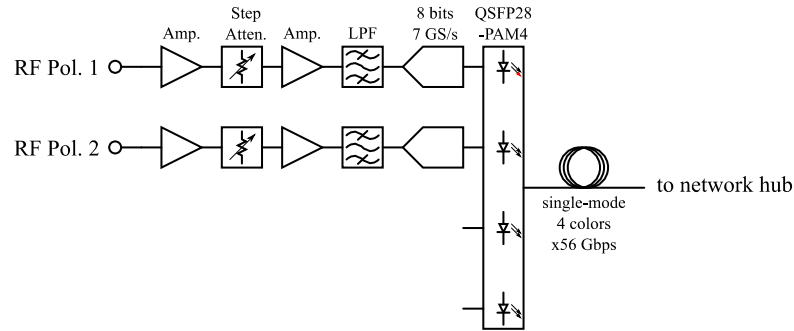 Step
8 bits
QSFP28
Amp.
Atten.
Amp.
LPF
7 GS/s
-PAM4
RF Pol. 1
RF Pol. 2
to network hub
single-mode
4 colors
x56 Gbps